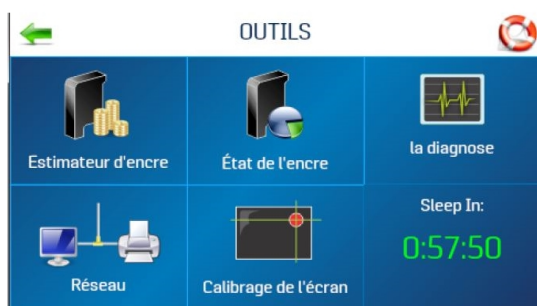 OUTILS
Estimateur d'encre
État de l'encre
la diagnose
Réseau
Calibrage de l'écran
Sleep In:
0:57:50